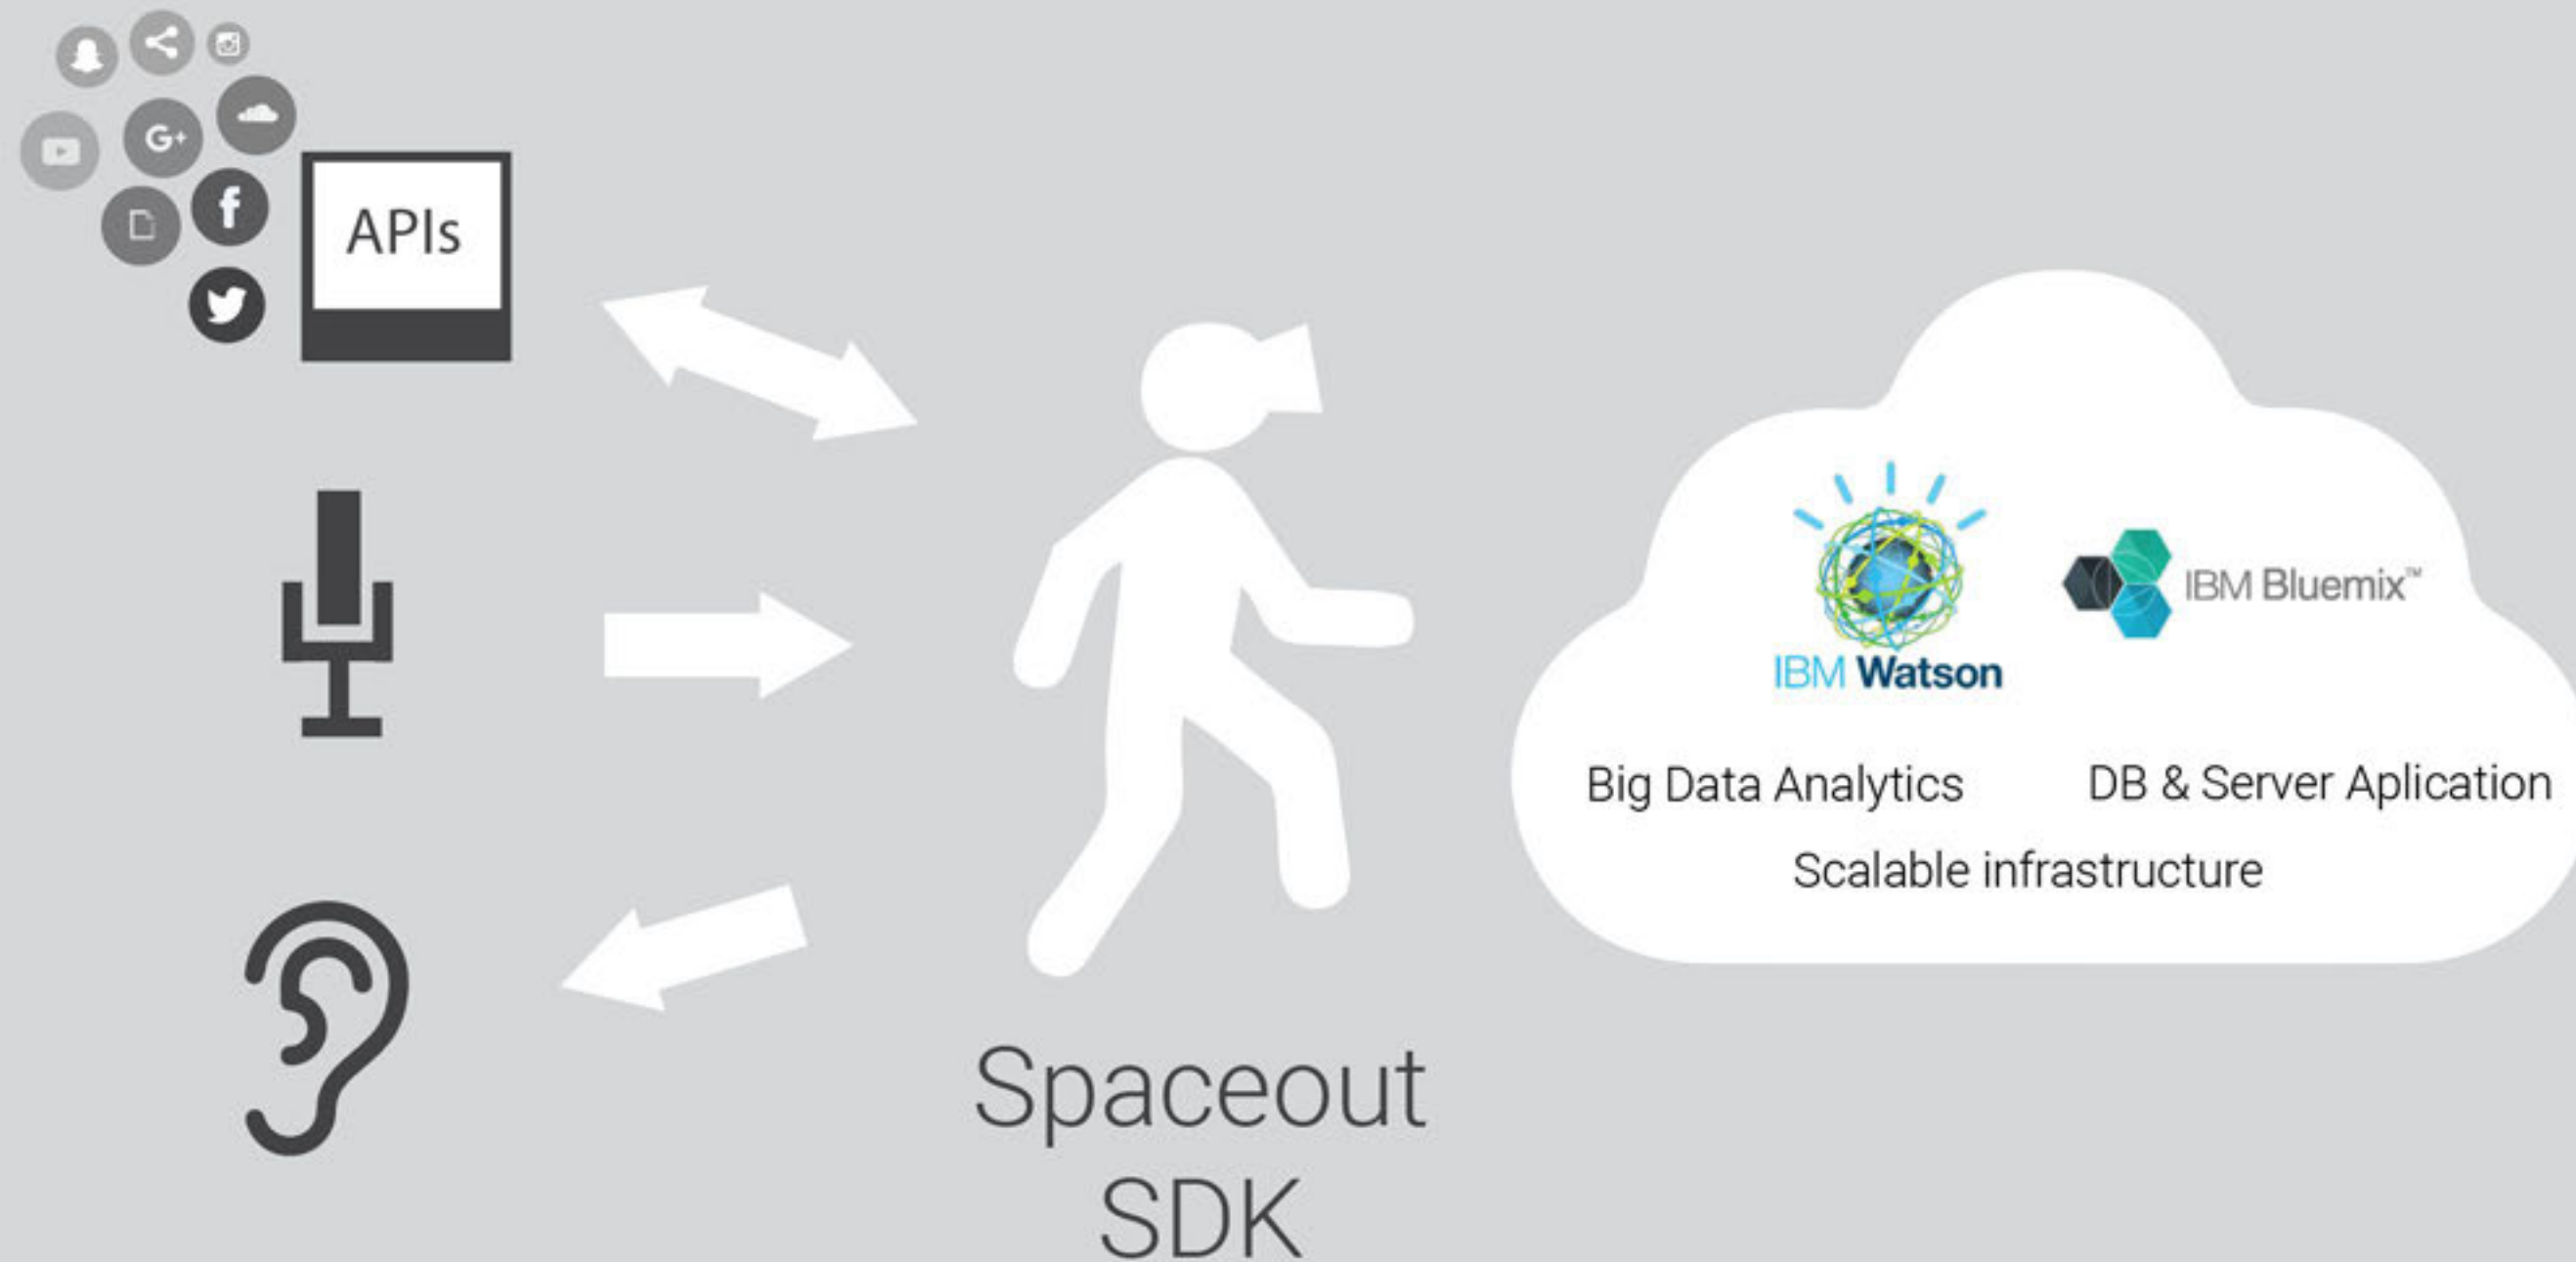 G+
f
APIs
IBM Watson
IBM Bluemix™
Big Data Analytics
DB & Server Aplication
Scalable infrastructure
Spaceout
SDK